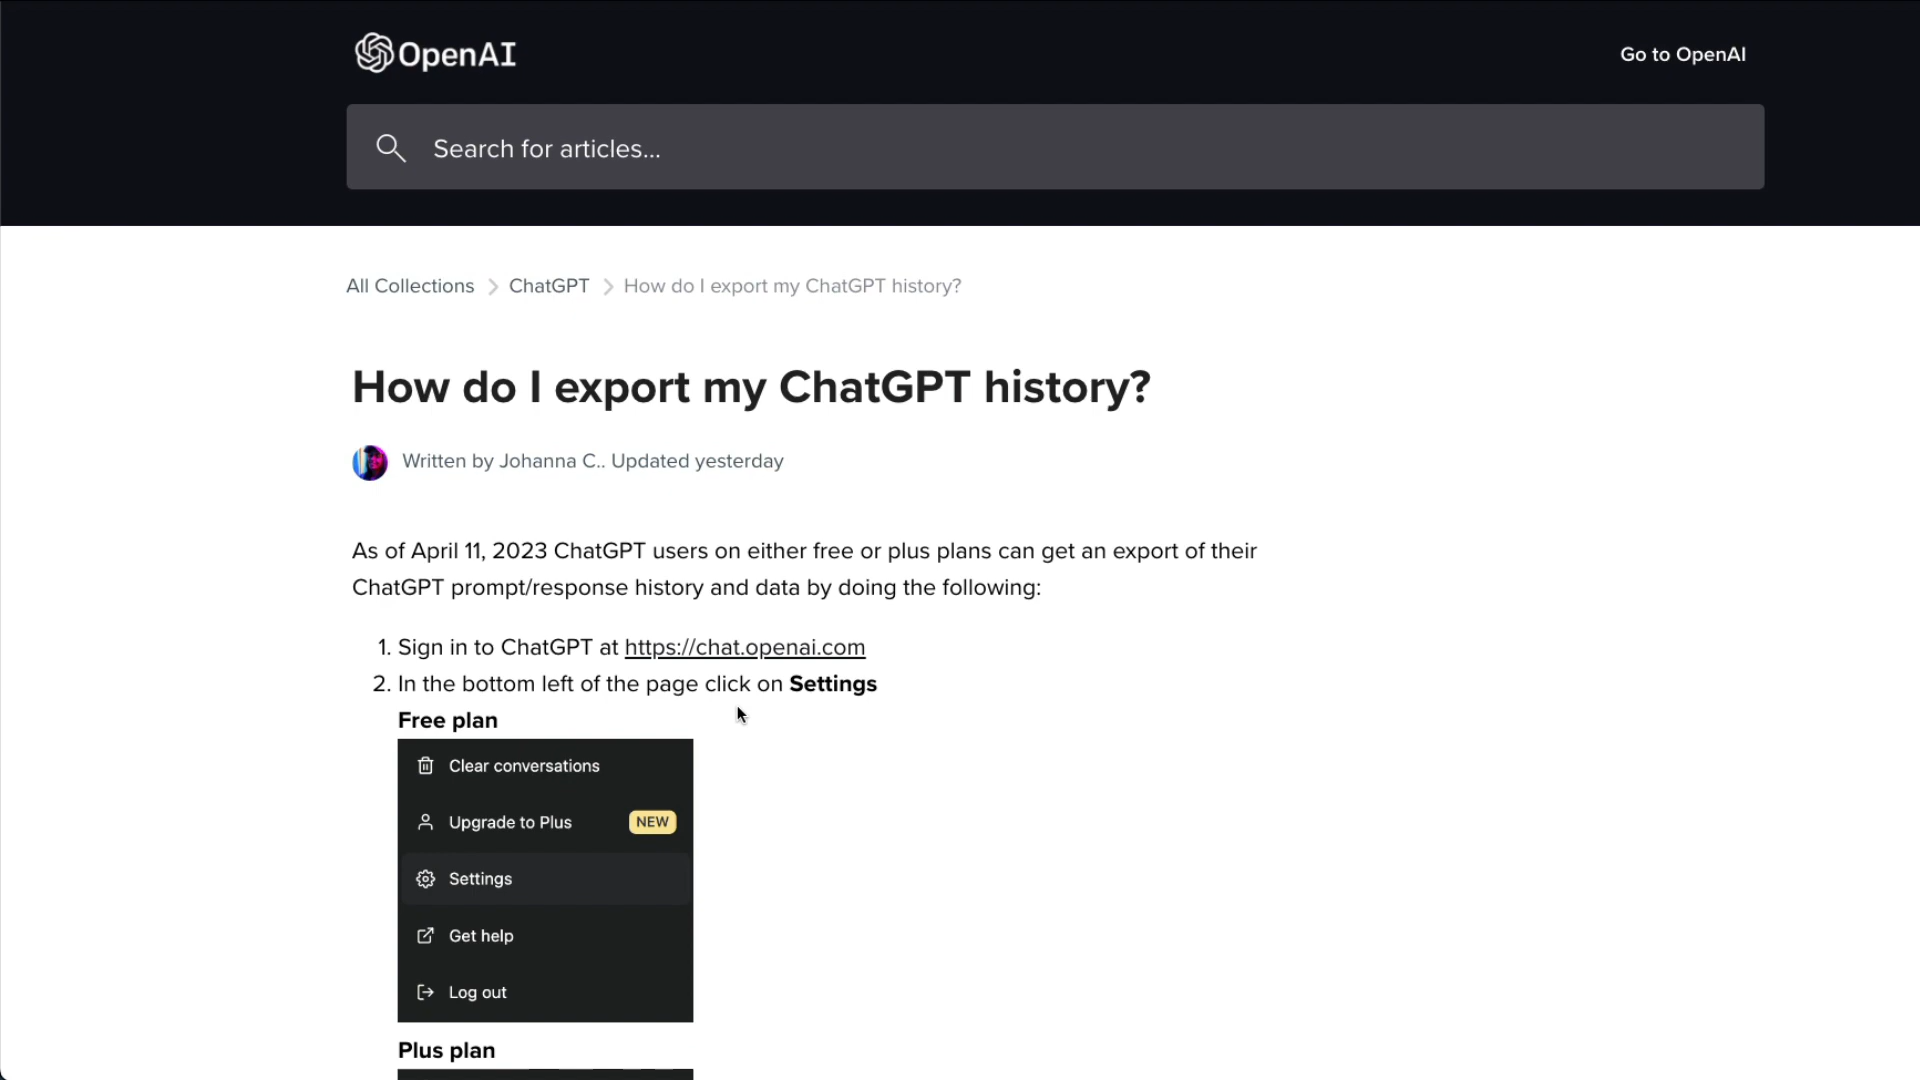 OpenAI
Go to OpenAI
Search for articles...
All Collections > ChatGPT > How do I export my ChatGPT history?
How do I export my ChatGPT history?
Written by Johanna C.. Updated yesterday
As of April 11, 2023 ChatGPT users on either free or plus plans can get an export of their
ChatGPT prompt/response history and data by doing the following:
1. Sign in to ChatGPT at https://chat.openai.com
2. In the bottom left of the page click on Settings
Free plan
Clear conversations
Upgrade to Plus NEW
Settings
Get help
Log out
Plus plan